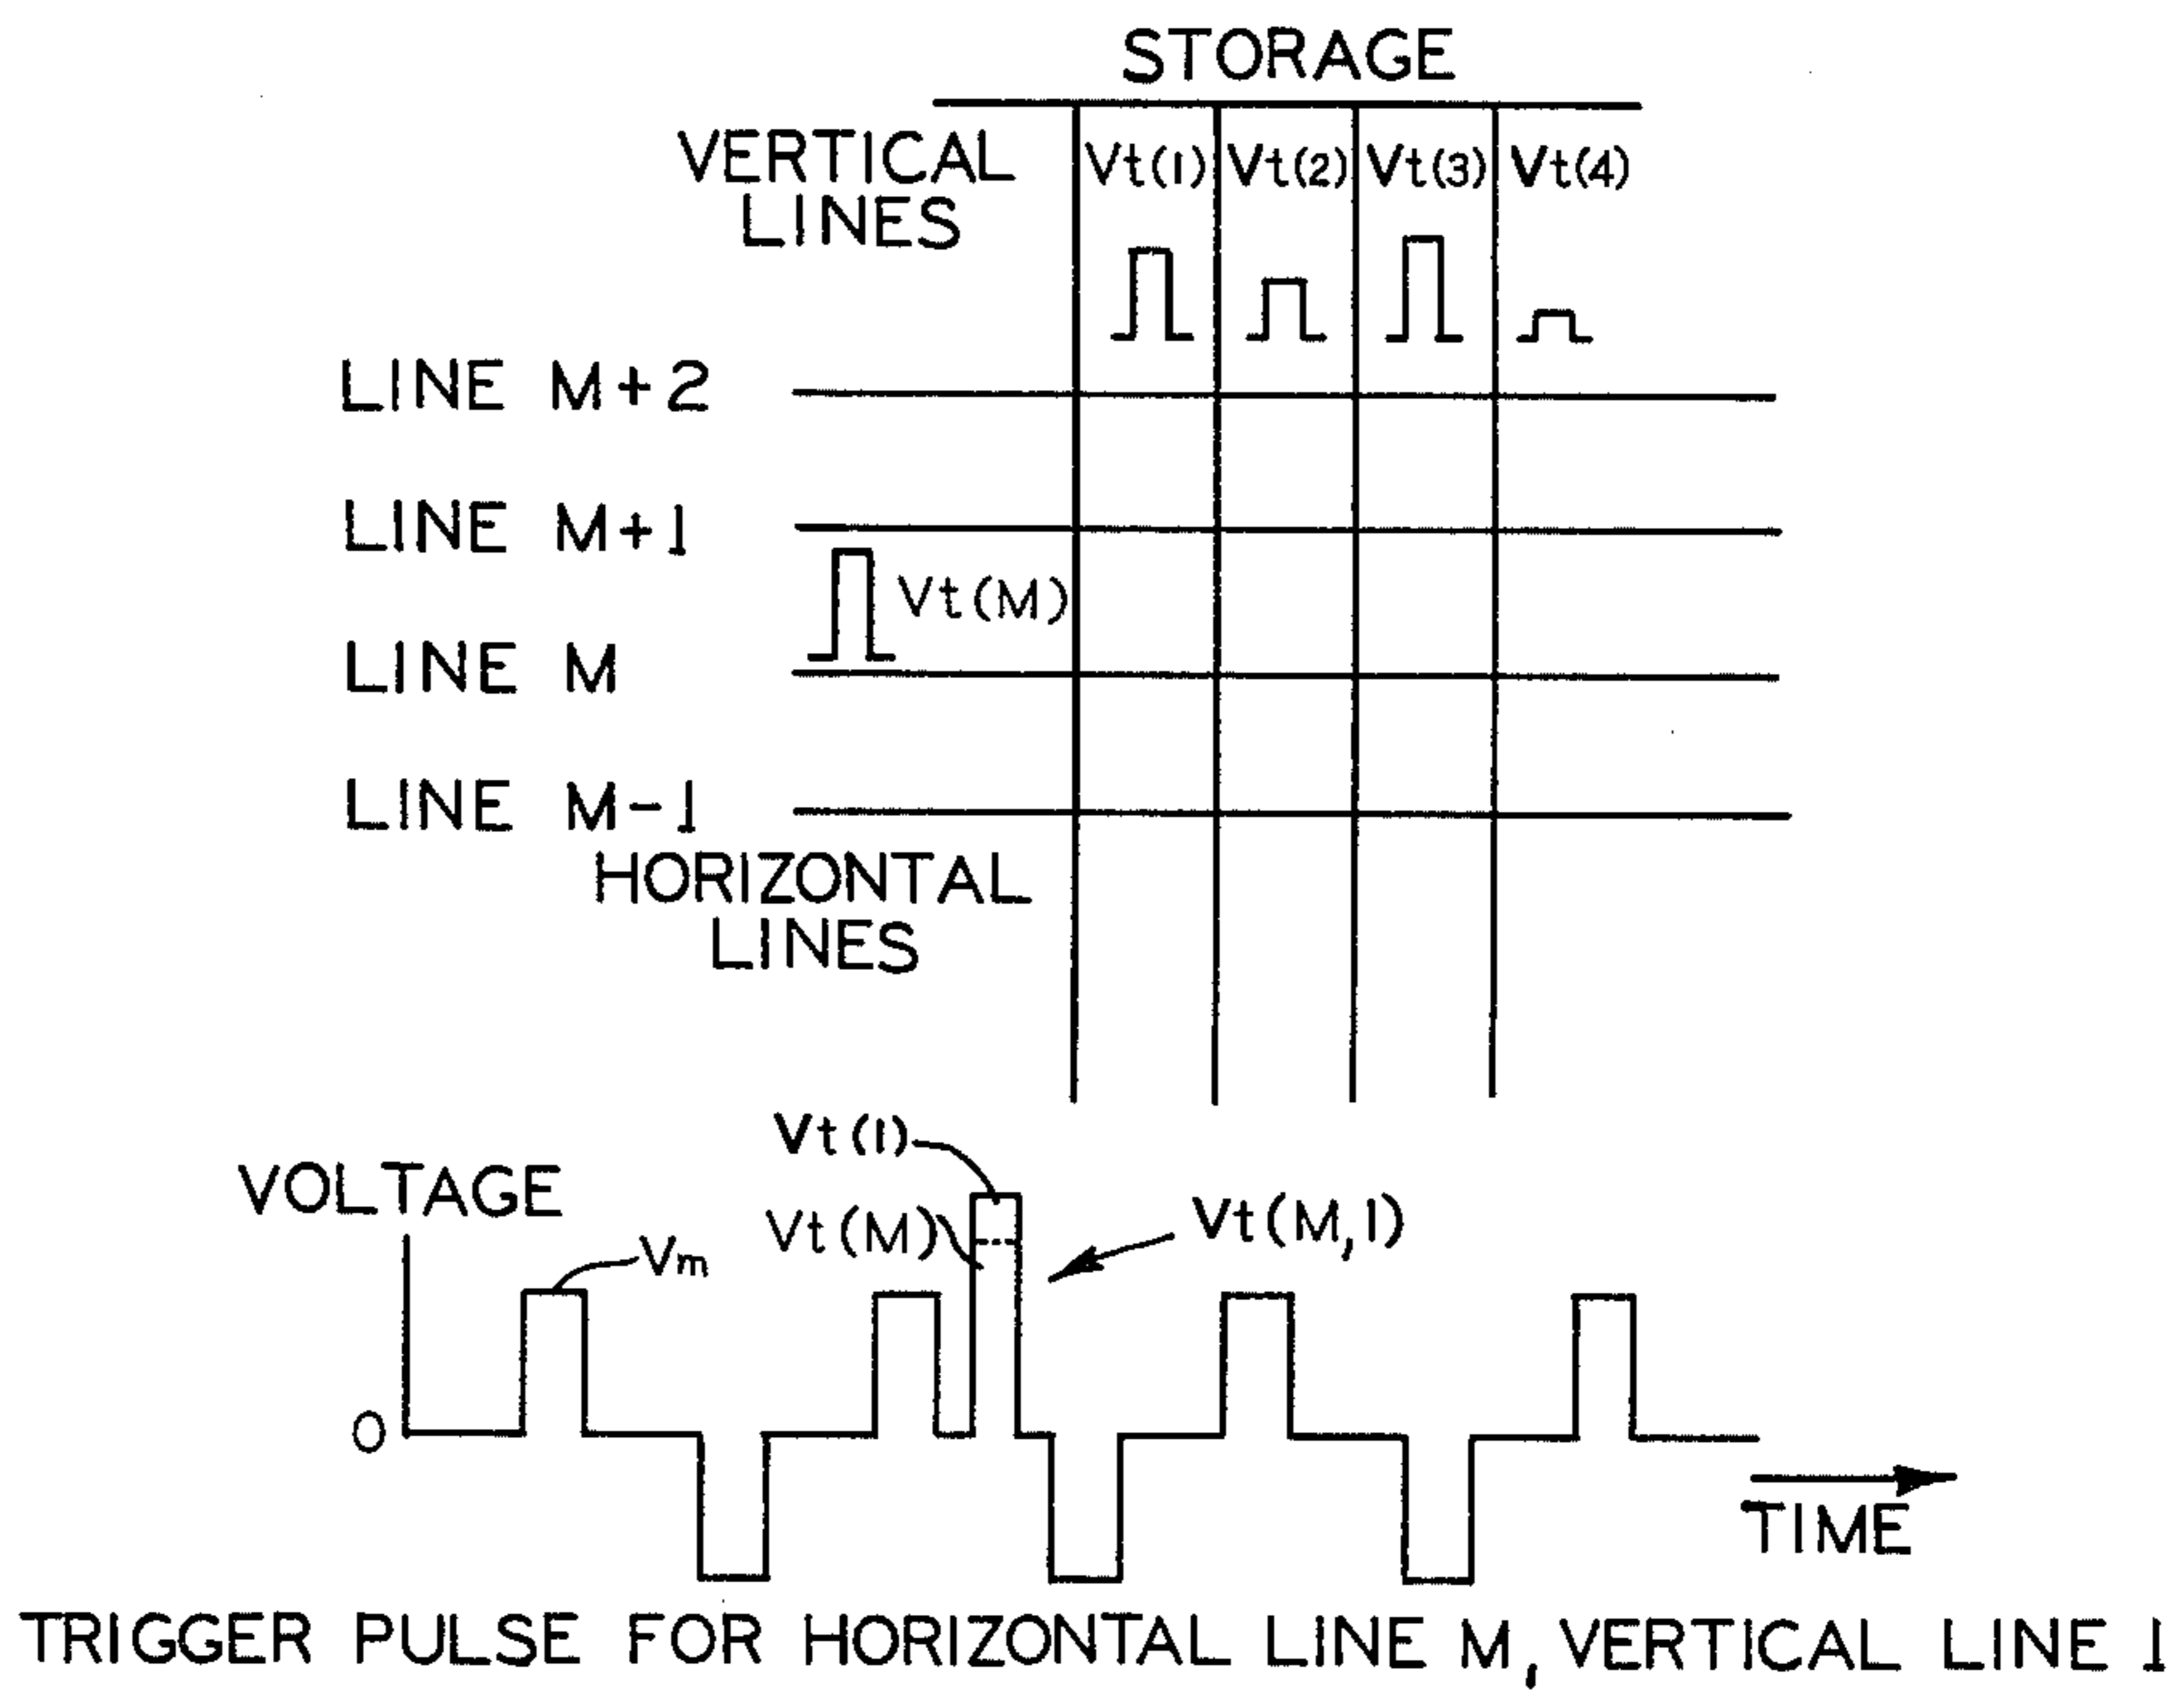 STORAGE
VERTICAL
LINES
Vt(1)
Vt(2)
Vt(3)
Vt(4)
LINE M+2
LINE M+1
Vt(M)
LINE M
LINE M-1
HORIZONTAL
LINES
Vt(1)
VOLTAGE
Vt(M)
Vt(M,1)
Vm
0
TIME
TRIGGER PULSE FOR HORIZONTAL LINE M, VERTICAL LINE 1